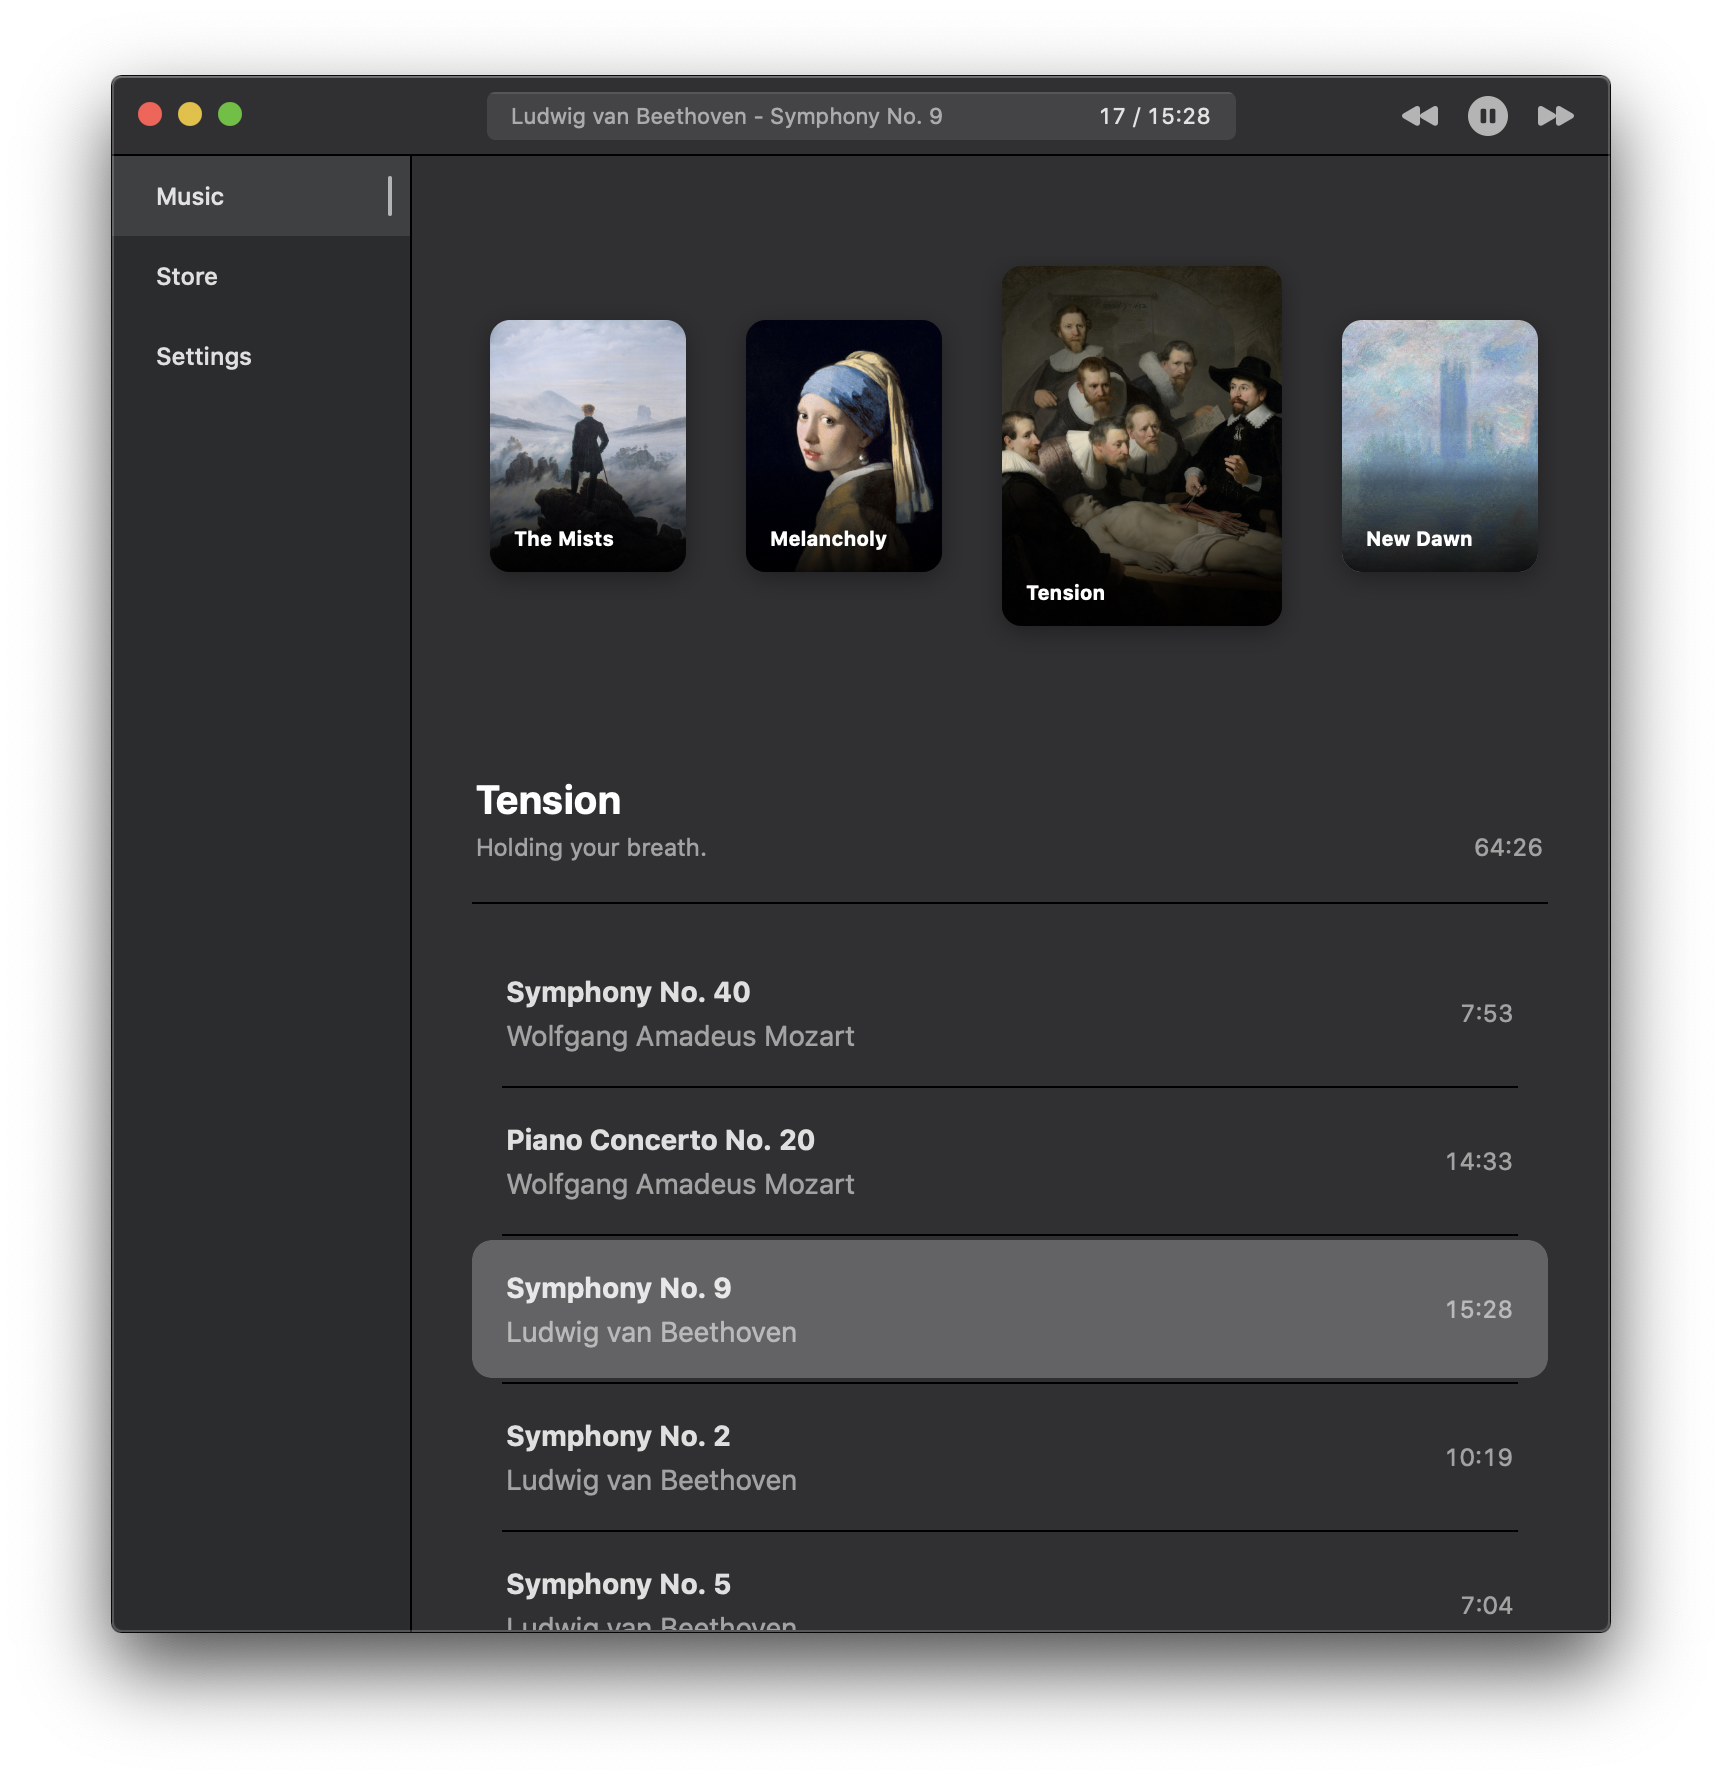 Ludwig van Beethoven - Symphony No. 9 17 / 15:28
Music
Store
Settings
The Mists
Melancholy
Tension
New Dawn
Tension
Holding your breath. 64:26
Symphony No. 40
Wolfgang Amadeus Mozart
7:53
Piano Concerto No. 20
Wolfgang Amadeus Mozart
14:33
Symphony No. 9
Ludwig van Beethoven
15:28
Symphony No. 2
Ludwig van Beethoven
10:19
Symphony No. 5
Ludwig van Beethoven
7:04